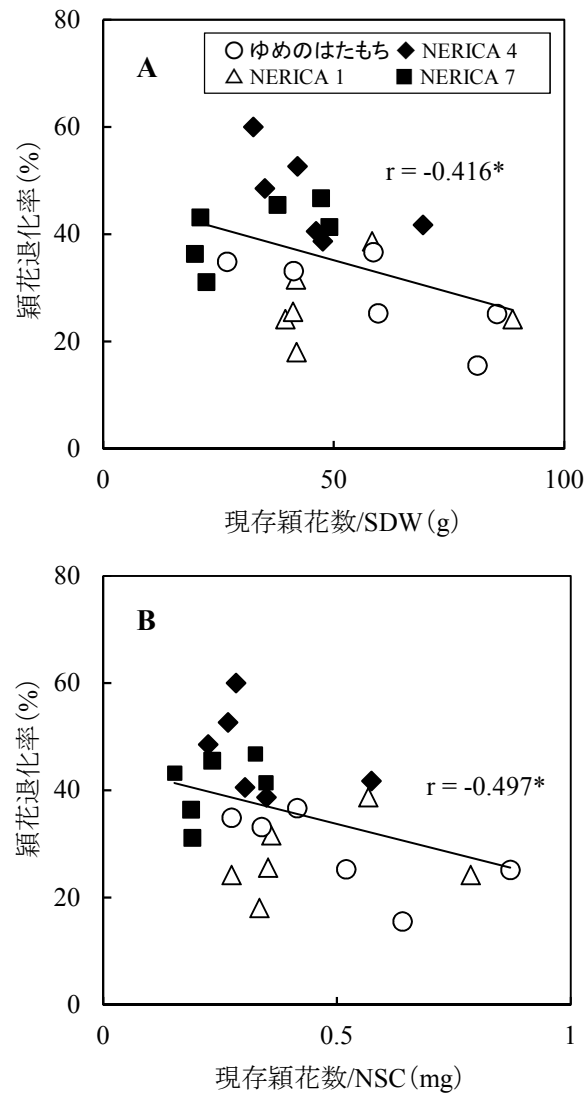 80
A
ゆめのはたもち NERICA 4
NERICA 1 NERICA 7
60
r = -0.416*
40
20
0
0 50 100
穎花退化率(%)
現存穎花数/SDW(g)
80
B
60
r = -0.497*
40
20
0
0 0.5 1
穎花退化率(%)
現存穎花数/NSC(mg)